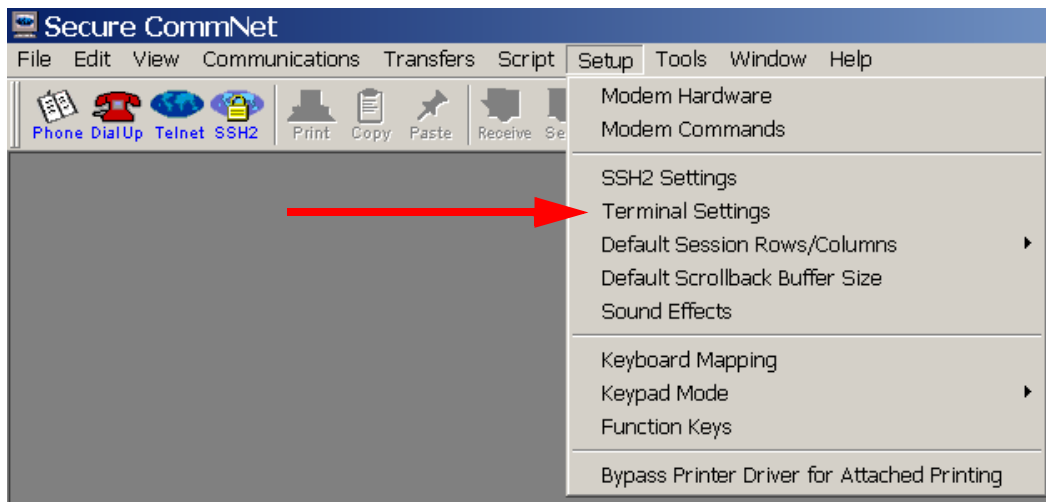 Secure CommNet
File Edit View Communications Transfers Script Setup Tools Window Help
Phone DialUp Telnet SSH2 Print Copy Paste Receive Se
Modem Hardware
Modem Commands
SSH2 Settings
Terminal Settings
Default Session Rows/Columns
Default Scrollback Buffer Size
Sound Effects
Keyboard Mapping
Keypad Mode
Function Keys
Bypass Printer Driver for Attached Printing